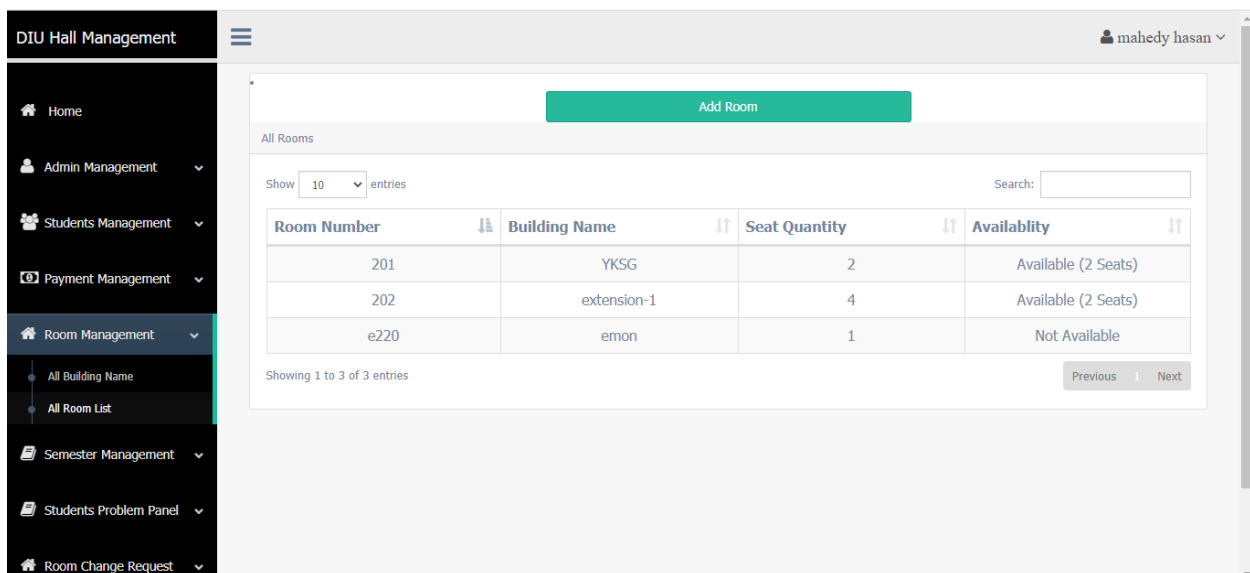 DIU Hall Management
mahedy hasan
Home
Admin Management
Students Management
Payment Management
Room Management
All Building Name
All Room List
Semester Management
Students Problem Panel
Room Change Request
Add Room
All Rooms
Show 10 entries
Search:
Room Number Building Name Seat Quantity Availablity
201 YKSG 2 Available (2 Seats)
202 extension-1 4 Available (2 Seats)
e220 emon 1 Not Available
Showing 1 to 3 of 3 entries
Previous 1 Next